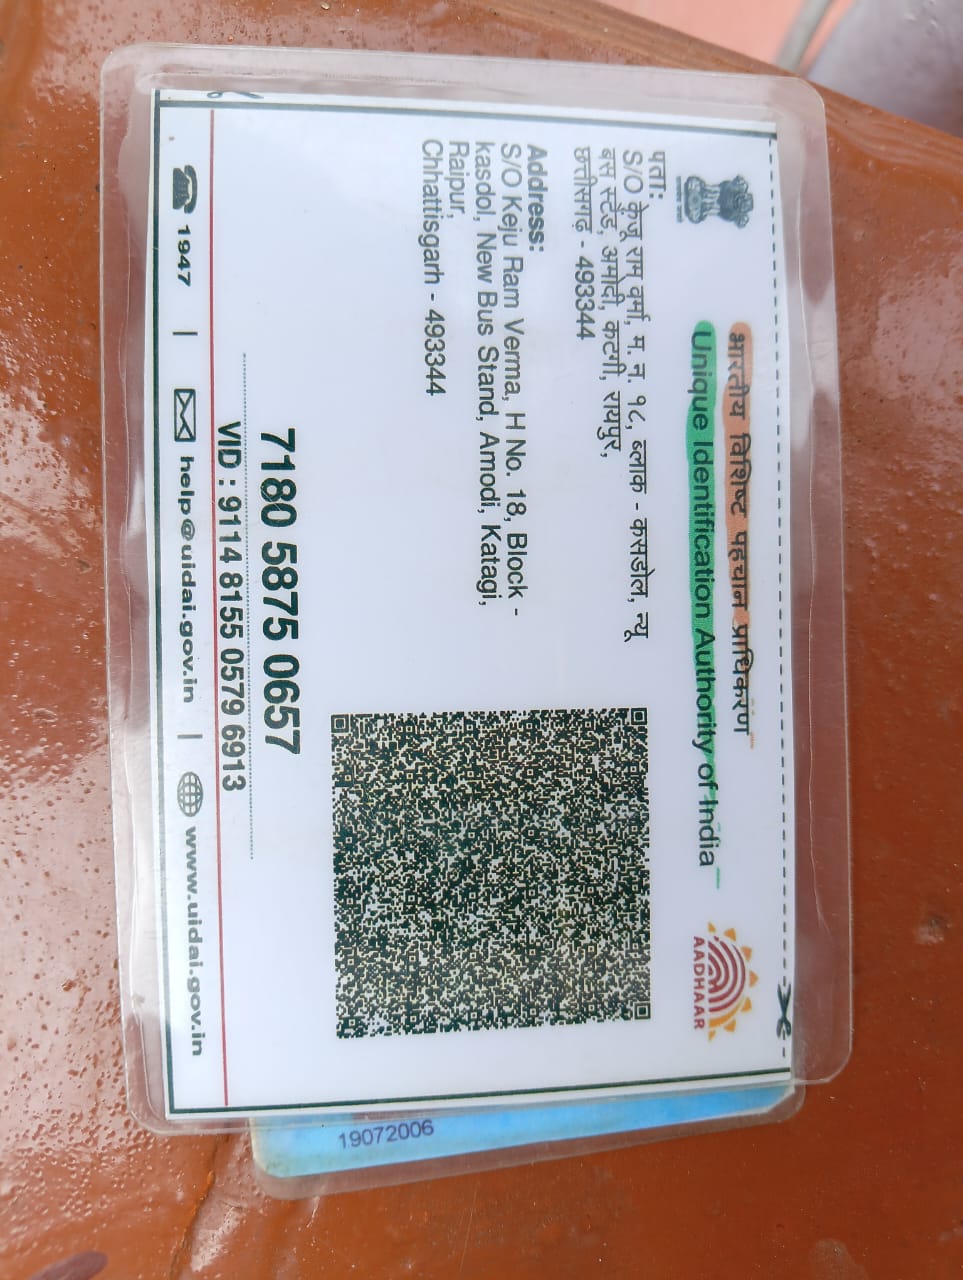 भारतीय विशिष्ट पहचान प्राधिकरण
Unique Identification Authority of India
AADHAAR
पता:
S/O केजू राम वर्मा, म. न. १८, ब्लाक - कसडोल, न्यू
बस स्टैंड, अमोदी, कटगी, रायपुर,
छत्तीसगढ़ - 493344
Address:
S/O Keju Ram Verma, H No. 18, Block -
kasdol, New Bus Stand, Amodi, Katagi,
Raipur,
Chhattisgarh - 493344
7180 5875 0657
VID : 9114 8155 0579 6913
1947 | help@uidai.gov.in | www.uidai.gov.in
19072006